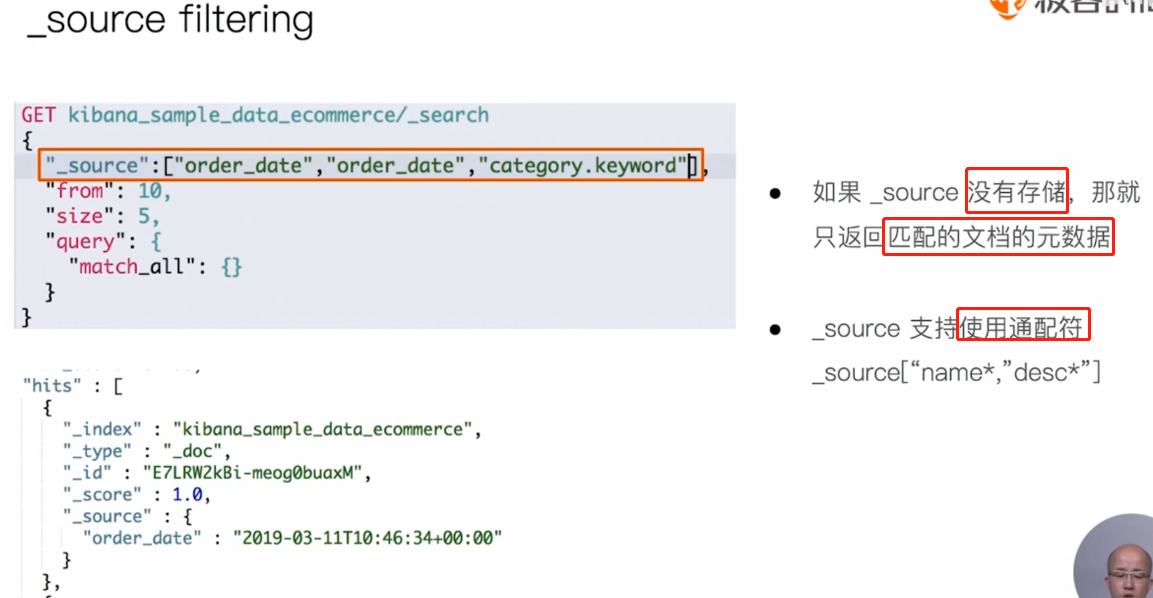 _source filtering
GET kibana_sample_data_ecommerce/_search
{
"_source":["order_date","order_date","category.keyword"],
"from": 10,
"size": 5,
"query": {
"match_all": {}
}
}
"hits" : [
{
"_index" : "kibana_sample_data_ecommerce",
"_type" : "_doc",
"_id" : "E7LRW2kBi-meog0buaxM",
"_score" : 1.0,
"_source" : {
"order_date" : "2019-03-11T10:46:34+00:00"
}
},
● 如果 _source 没有存储，那就
只返回匹配的文档的元数据
● _source 支持使用通配符
_source["name*,"desc*"]